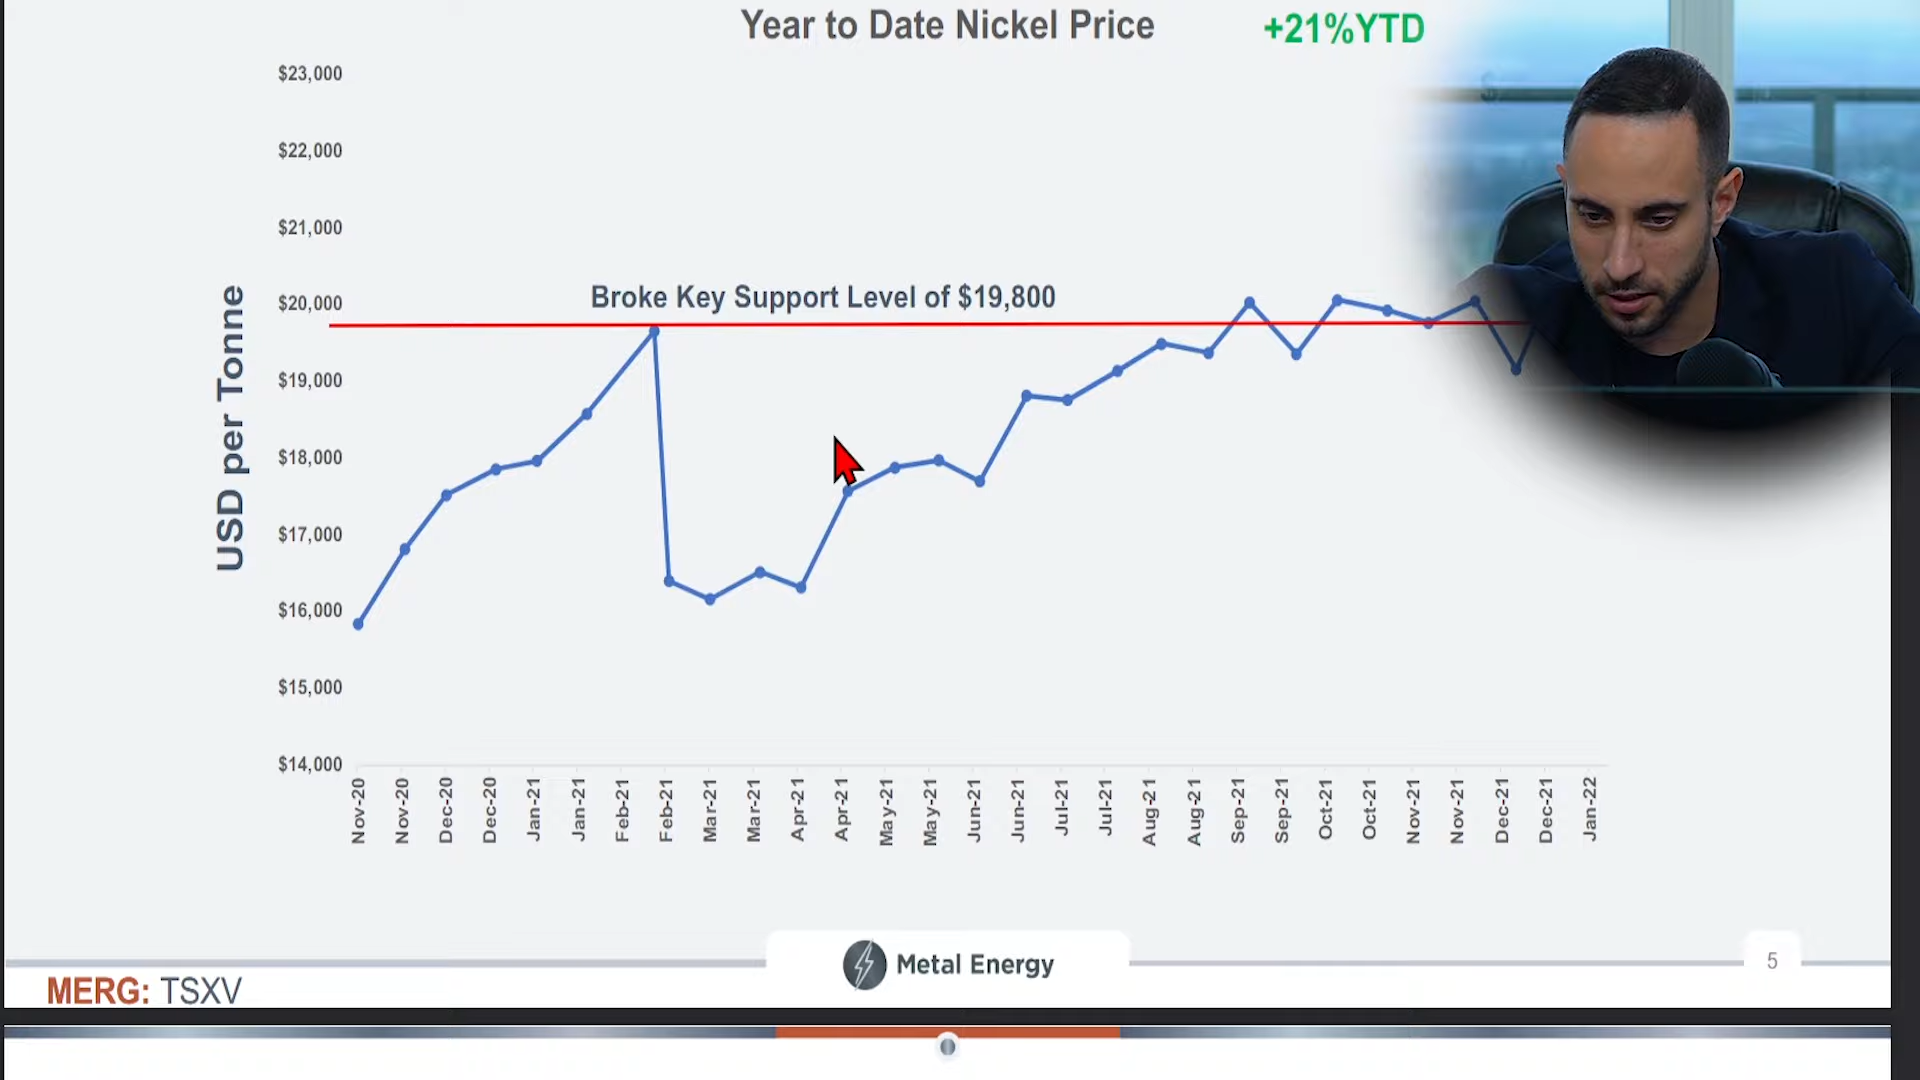 Year to Date Nickel Price
+21%YTD
$23,000
$22,000
$21,000
$20,000
$19,000
$18,000
$17,000
$16,000
$15,000
$14,000
USD per Tonne
Broke Key Support Level of $19,800
Nov-20
Nov-20
Dec-20
Dec-20
Jan-21
Jan-21
Feb-21
Feb-21
Mar-21
Mar-21
Apr-21
Apr-21
May-21
May-21
Jun-21
Jun-21
Jul-21
Jul-21
Aug-21
Aug-21
Sep-21
Sep-21
Oct-21
Oct-21
Nov-21
Nov-21
Dec-21
Dec-21
Jan-22
Metal Energy
5
MERG: TSXV